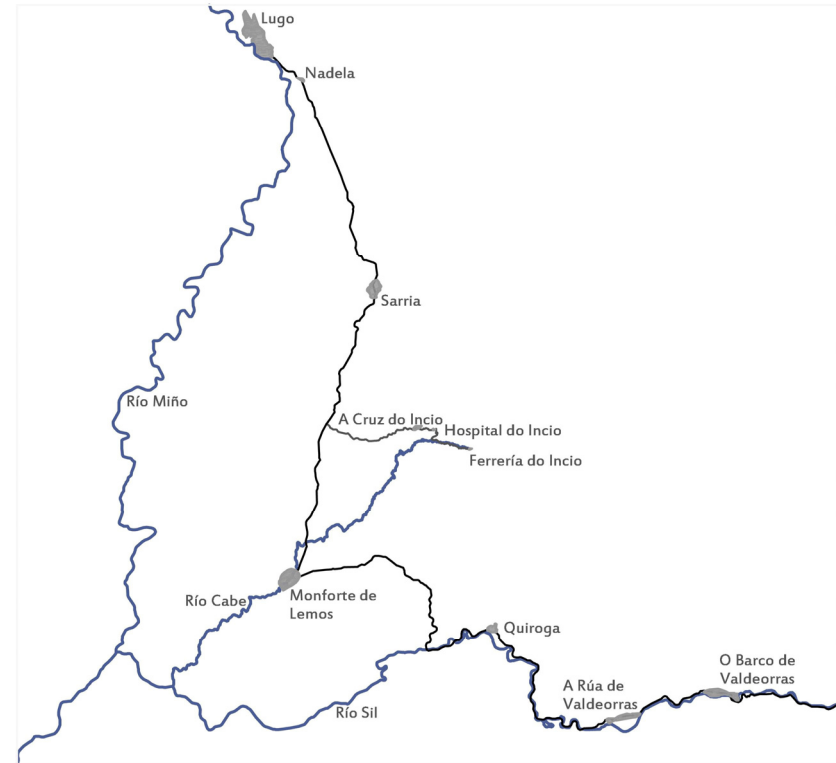 Lugo
Nadela
Sarria
Río Miño
A Cruz do Incio
Hospital do Incio
Ferrería do Incio
Río Cabe
Monforte de
Lemos
Quiroga
O Barco de
Valdeorras
A Rúa de
Valdeorras
Río Sil